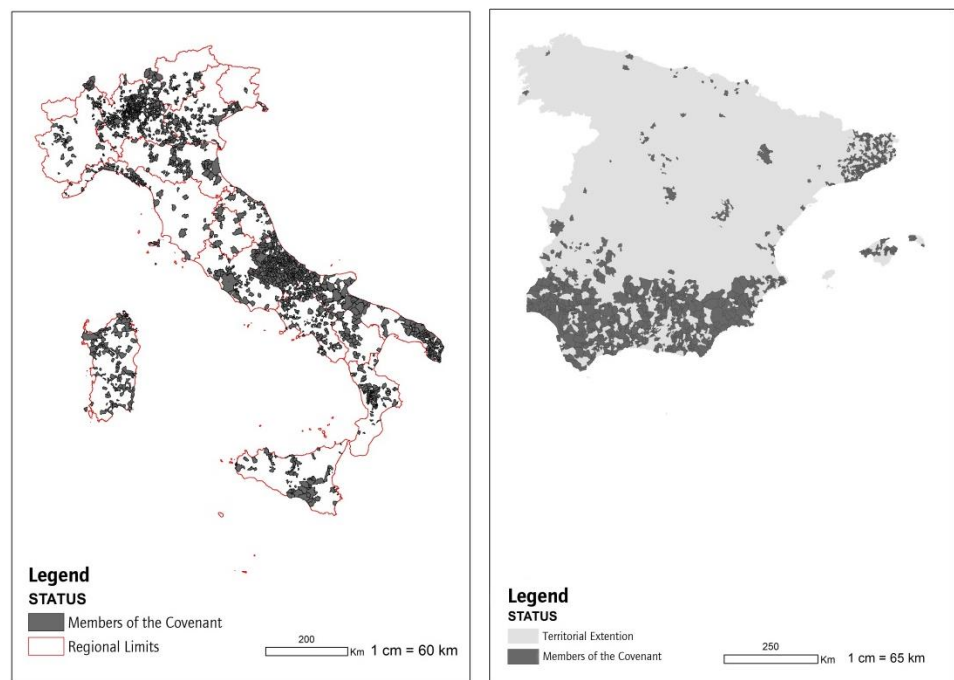 Legend
STATUS
Members of the Covenant
Regional Limits
200
Km 1 cm = 60 km
Legend
STATUS
Territorial Extention
Members of the Covenant
250
Km 1 cm = 65 km